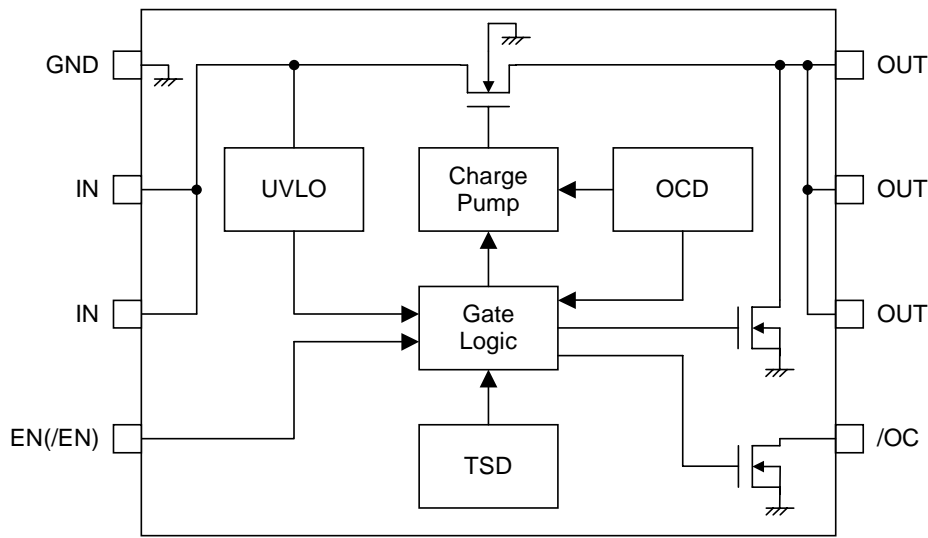 GND
OUT
IN
UVLO
Charge
Pump
OCD
OUT
IN
Gate
Logic
OUT
EN(/EN)
TSD
/OC